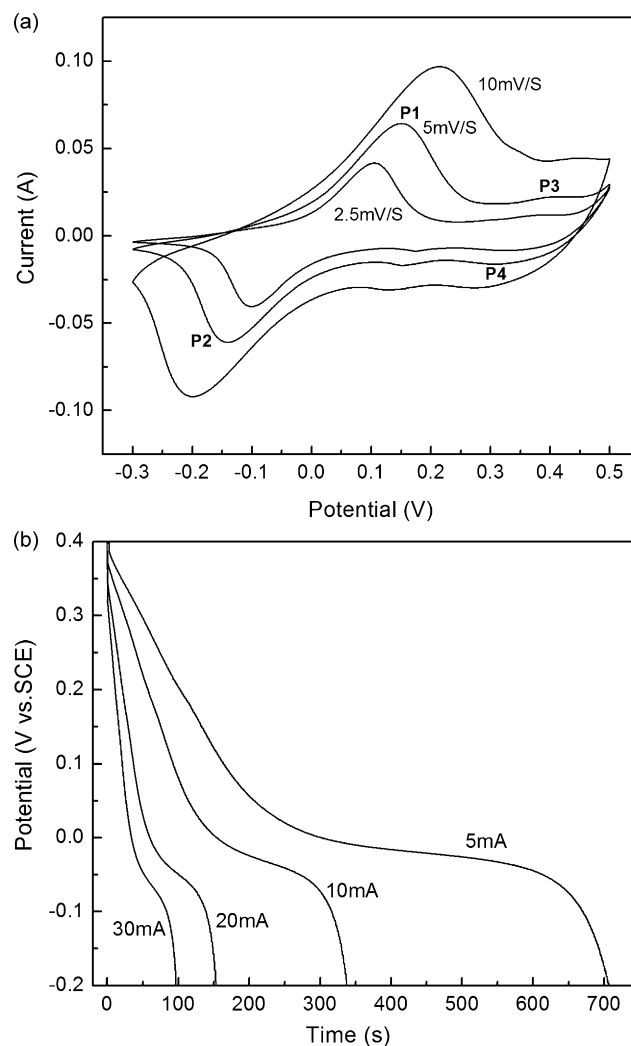 (a)
0.10
0.05
0.00
-0.05
-0.10
Current (A)
10mV/S
P1
5mV/S
P3
2.5mV/S
P4
P2
-0.3 -0.2 -0.1 0.0 0.1 0.2 0.3 0.4 0.5
Potential (V)
(b)
0.4
0.3
0.2
0.1
0.0
-0.1
-0.2
Potential (V vs.SCE)
5mA
10mA
20mA
30mA
0 100 200 300 400 500 600 700
Time (s)